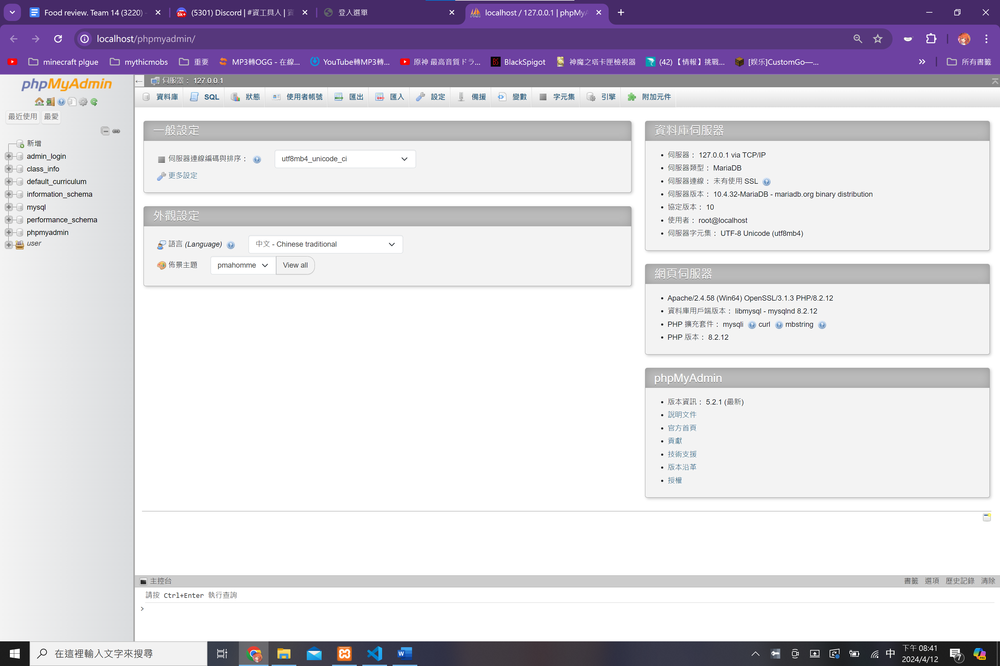 Food review. Team 14 (3220) -
(5301) Discord | #資工具人 | 資
登入選單
localhost / 127.0.0.1 | phpMyA
localhost/phpmyadmin/
minecraft plgue
mythicmobs
重要
MP3轉OGG - 在線...
YouTube轉MP3轉...
原神 最高音質ドラ...
BlackSpigot
神魔之塔卡匣檢視器
(42) 【情報】挑戰...
[娱乐]CustomGo—...
所有書籤
phpMyAdmin
最近使用 最愛
新增
admin_login
class_info
default_curriculum
information_schema
mysql
performance_schema
phpmyadmin
user
伺服器： 127.0.0.1
資料庫 SQL 狀態 使用者帳號 匯出 匯入 設定 備援 變數 字元集 引擎 附加元件
一般設定
伺服器連線編碼與排序： utf8mb4_unicode_ci
更多設定
外觀設定
語言 (Language) 中文 - Chinese traditional
佈景主題 pmahomme View all
資料庫伺服器
伺服器： 127.0.0.1 via TCP/IP
伺服器類型： MariaDB
伺服器連線： 未有使用 SSL
伺服器版本： 10.4.32-MariaDB - mariadb.org binary distribution
協定版本： 10
使用者： root@localhost
伺服器字元集： UTF-8 Unicode (utf8mb4)
網頁伺服器
Apache/2.4.58 (Win64) OpenSSL/3.1.3 PHP/8.2.12
資料庫用戶端版本： libmysql - mysqlnd 8.2.12
PHP 擴充套件： mysqli curl mbstring
PHP 版本： 8.2.12
phpMyAdmin
版本資訊： 5.2.1 (最新)
說明文件
官方首頁
貢獻
技術支援
版本沿革
授權
主控台
書籤 選項 歷史記錄 清除
請按 Ctrl+Enter 執行查詢
>
在這裡輸入文字來搜尋
中
下午 08:41
2024/4/12
7